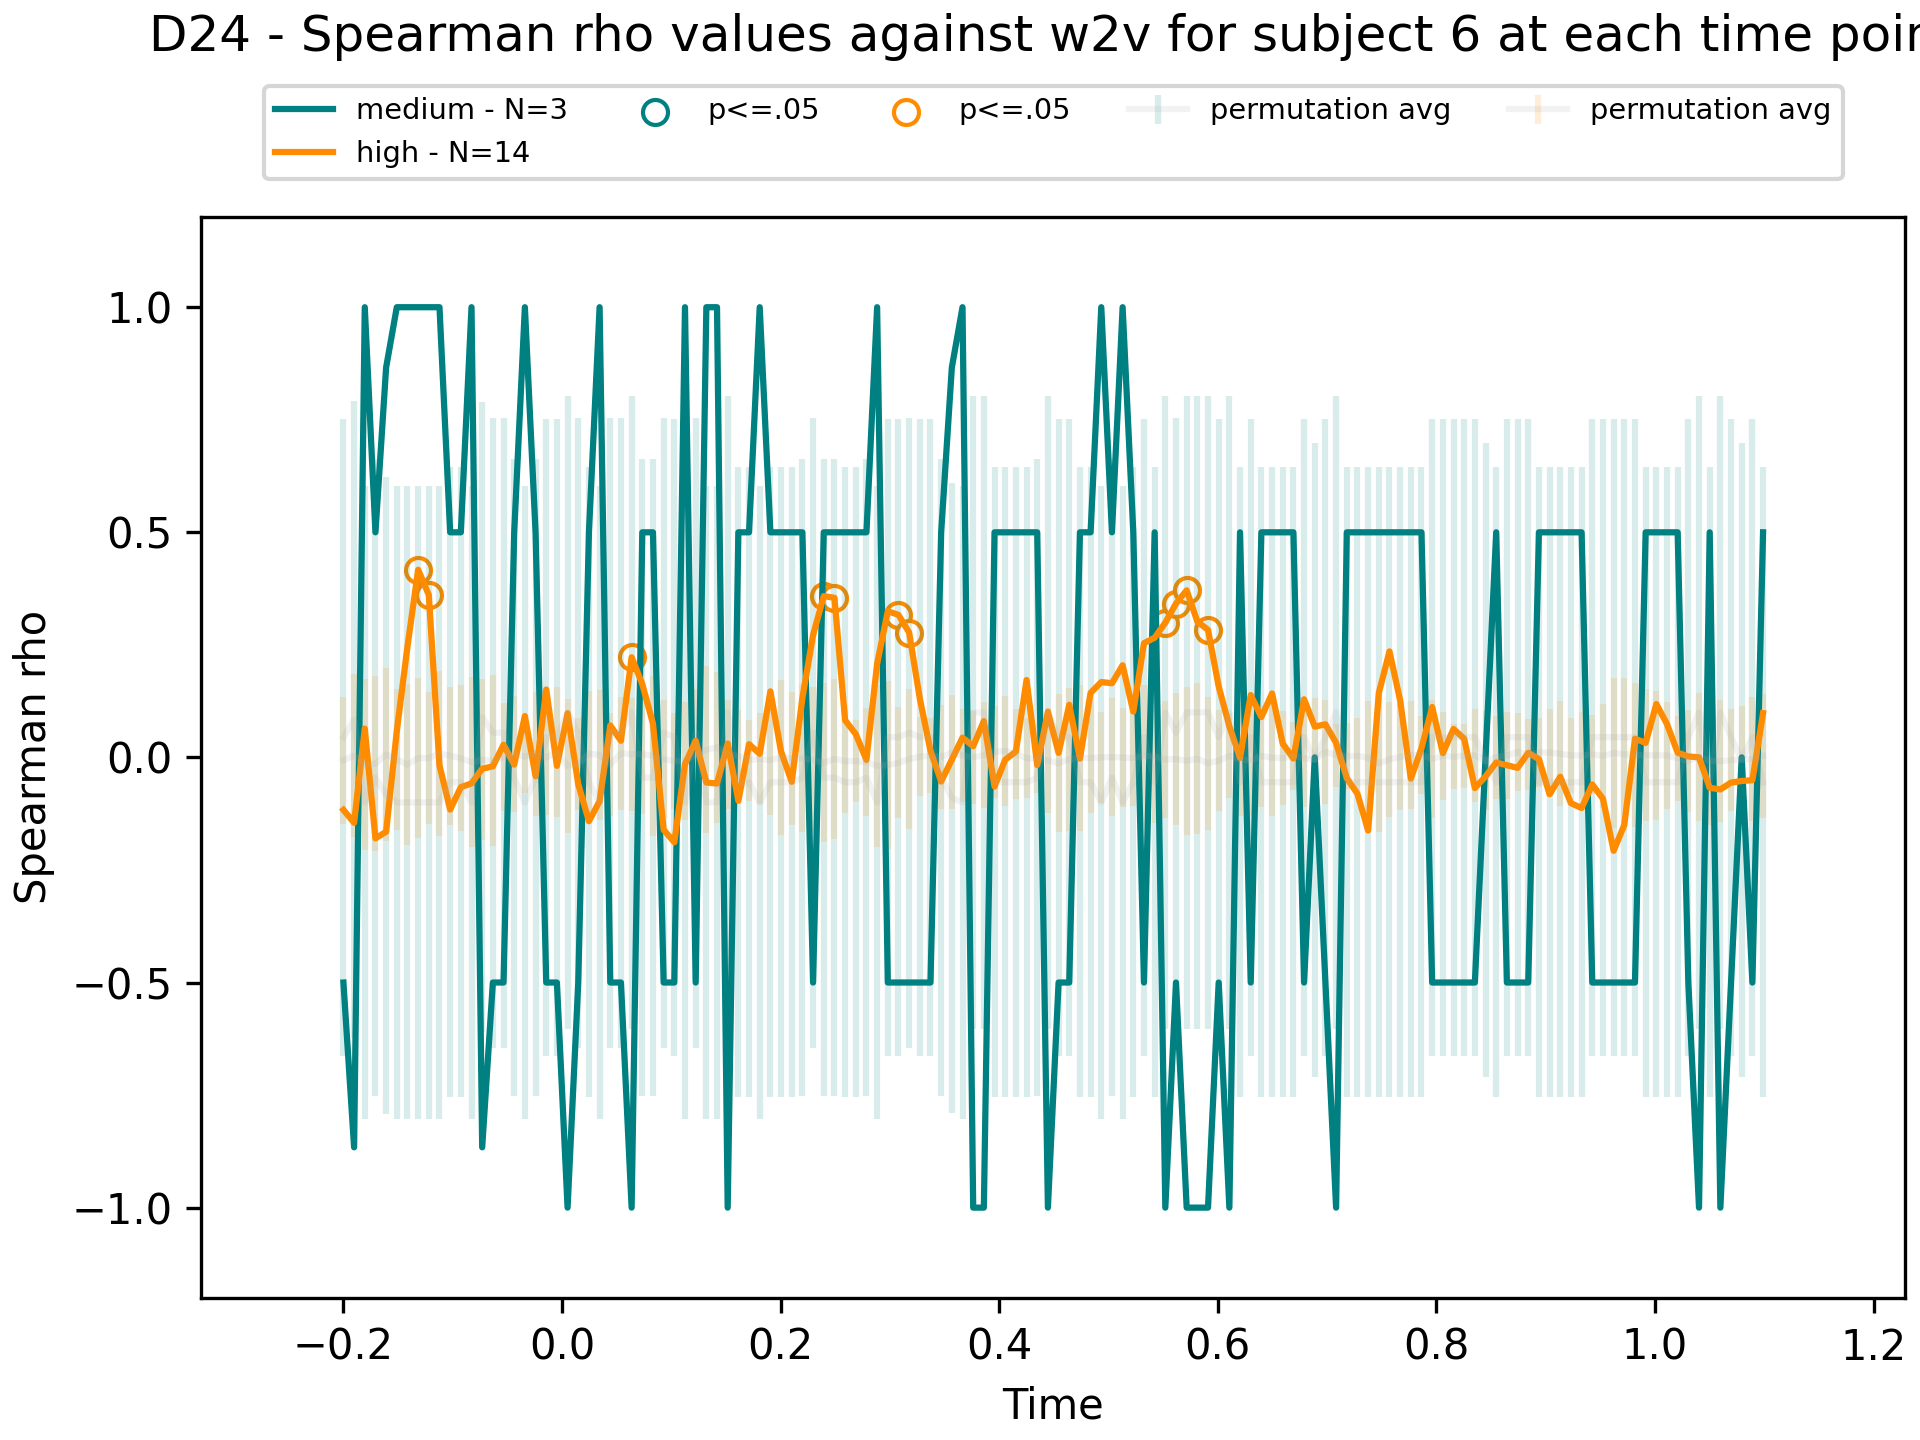 D24 - Spearman rho values against w2v for subject 6 at each time poin
medium - N=3
high - N=14
p<=.05
p<=.05
permutation avg
permutation avg
Spearman rho
1.0
0.5
0.0
−0.5
−1.0
−0.2 0.0 0.2 0.4 0.6 0.8 1.0 1.2
Time